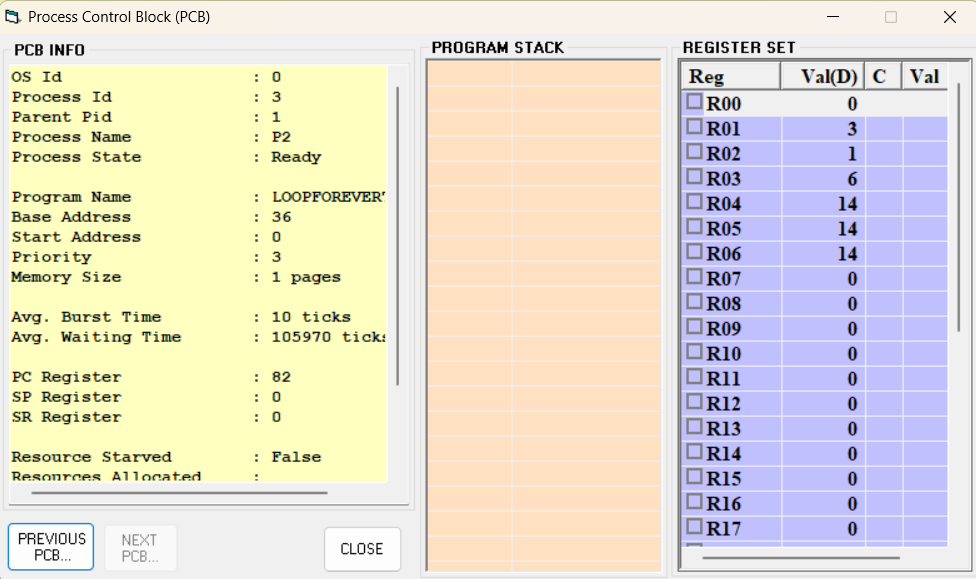 Process Control Block (PCB)
PCB INFO
OS Id : 0
Process Id : 3
Parent Pid : 1
Process Name : P2
Process State : Ready
Program Name : LOOPFOREVER
Base Address : 36
Start Address : 0
Priority : 3
Memory Size : 1 pages
Avg. Burst Time : 10 ticks
Avg. Waiting Time : 105970 ticks
PC Register : 82
SP Register : 0
SR Register : 0
Resource Starved : False
Resources Allocated :
PREVIOUS
PCB...
NEXT
PCB...
CLOSE
PROGRAM STACK
REGISTER SET
Reg Val(D) C Val
R00 0
R01 3
R02 1
R03 6
R04 14
R05 14
R06 14
R07 0
R08 0
R09 0
R10 0
R11 0
R12 0
R13 0
R14 0
R15 0
R16 0
R17 0